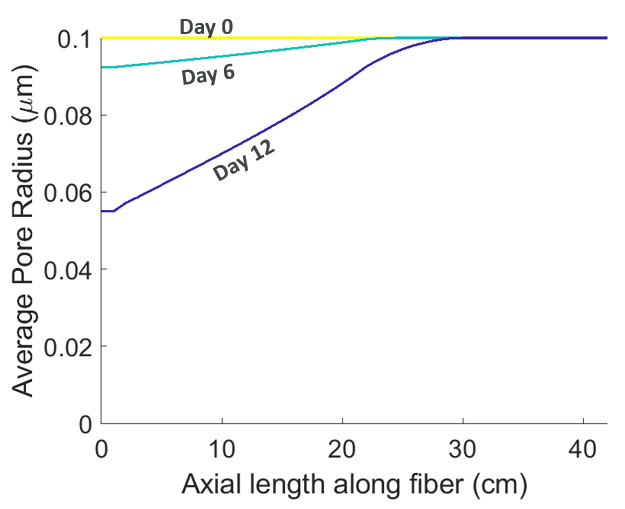 Day 0
Day 6
Day 12
0.1
0.08
0.06
0.04
0.02
0
0 10 20 30 40
Average Pore Radius (μm)
Axial length along fiber (cm)